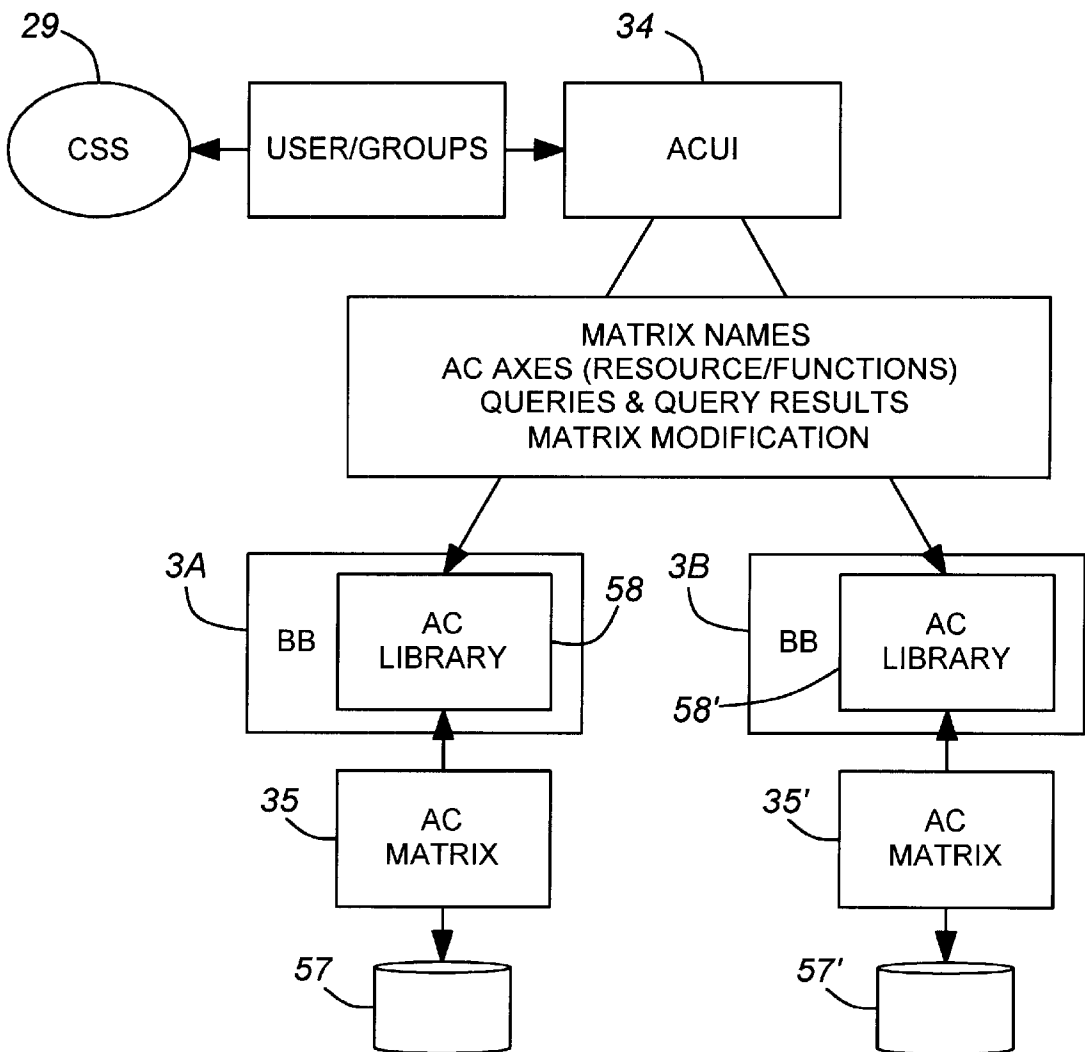 29
34
CSS
USER/GROUPS
ACUI
MATRIX NAMES
AC AXES (RESOURCE/FUNCTIONS)
QUERIES & QUERY RESULTS
MATRIX MODIFICATION
3A
BB
AC
LIBRARY
58
3B
BB
AC
LIBRARY
58'
35
AC
MATRIX
35'
AC
MATRIX
57
57'